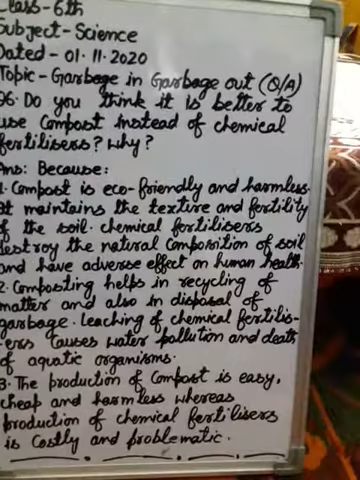 Class-6th
Subject-Science
Dated - 01.11.2020
Topic-Garbage in Garbage out (Q/A)
Q6. Do you think it is better to
use Compost instead of chemical
fertilisers? Why?
Ans: Because:
1. Compost is eco-friendly and harmless.
It maintains the texture and fertility
of the soil. chemical fertilisers
destroy the natural Composition of soil
and have adverse effect on human health.
2. Composting helps in recycling of
matter and also in disposal of
garbage. Leaching of chemical fertilis-
ers causes water pollution and death
of aquatic organisms.
3. The production of Compost is easy,
cheap and harmless whereas
production of chemical fertilisers
is Costly and problematic.